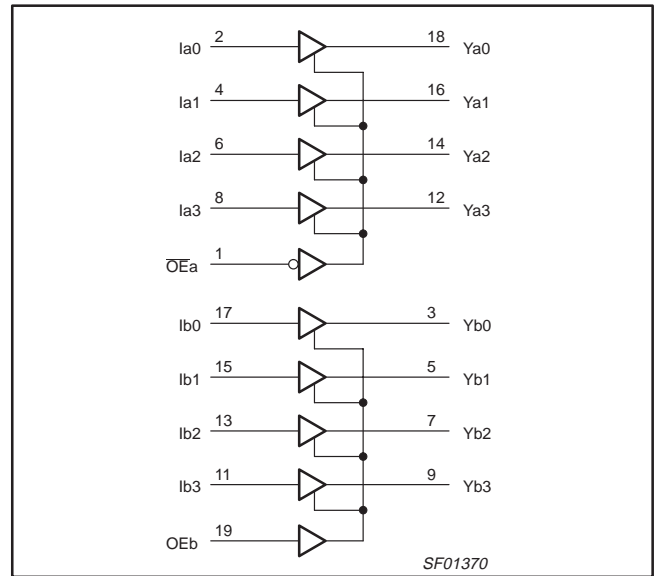 Ia0 2 18 Ya0
Ia1 4 16 Ya1
Ia2 6 14 Ya2
Ia3 8 12 Ya3
O̅E̅a 1
Ib0 17 3 Yb0
Ib1 15 5 Yb1
Ib2 13 7 Yb2
Ib3 11 9 Yb3
OEb 19
SF01370